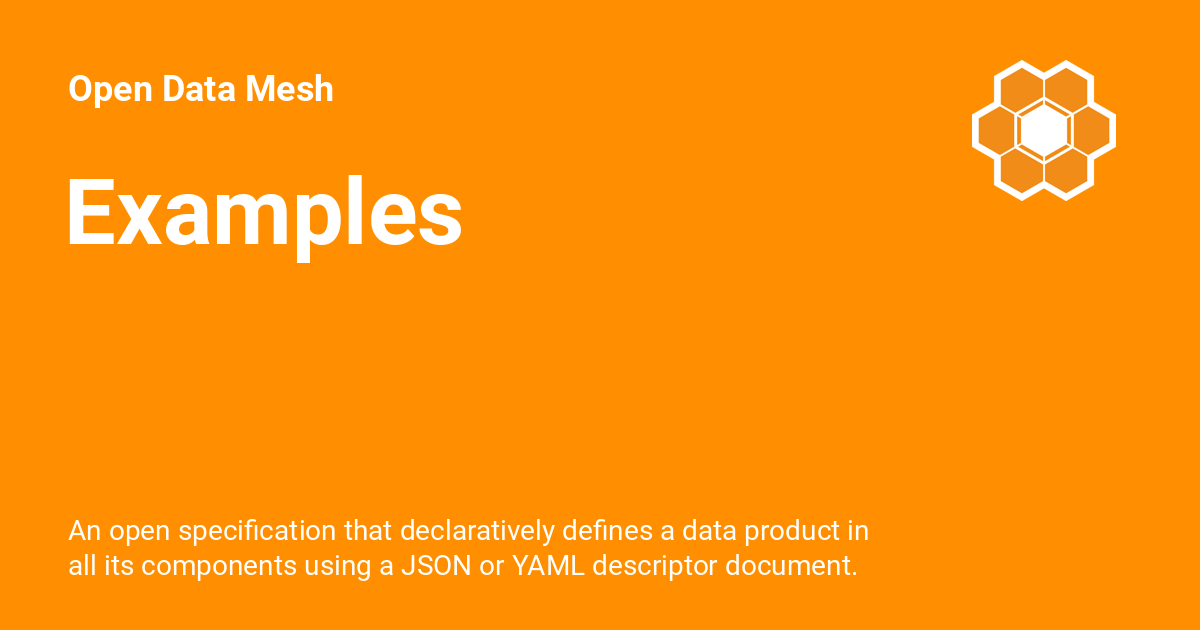 Open Data Mesh
Examples
An open specification that declaratively defines a data product in
all its components using a JSON or YAML descriptor document.